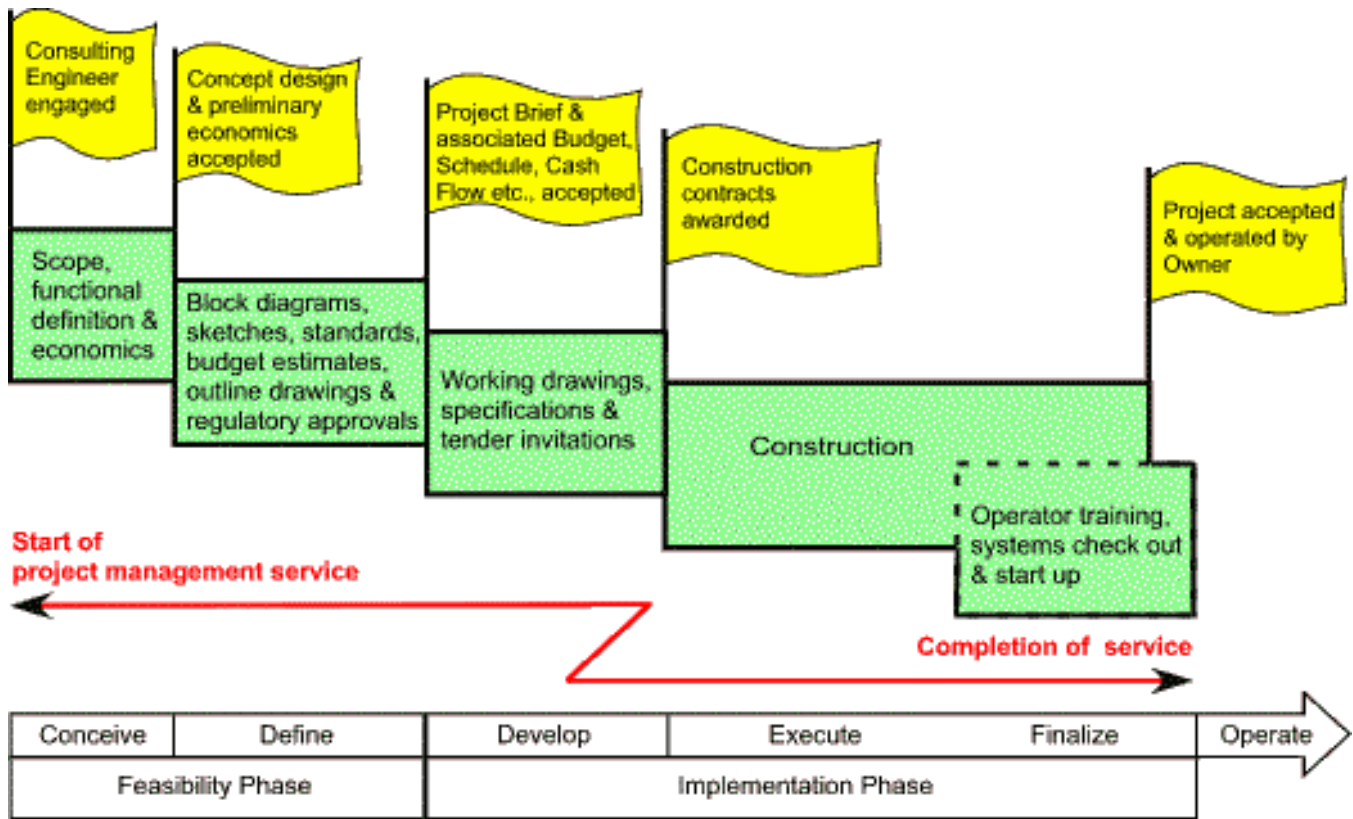 Consulting
Engineer
engaged
Concept design
& preliminary
economics
accepted
Project Brief &
associated Budget,
Schedule, Cash
Flow etc., accepted
Construction
contracts
awarded
Project accepted
& operated by
Owner
Scope,
functional
definition &
economics
Block diagrams,
sketches, standards,
budget estimates,
outline drawings &
regulatory approvals
Working drawings,
specifications &
tender invitations
Construction
Operator training,
systems check out
& start up
Start of
project management service
Completion of service
Conceive Define Develop Execute Finalize Operate
Feasibility Phase Implementation Phase